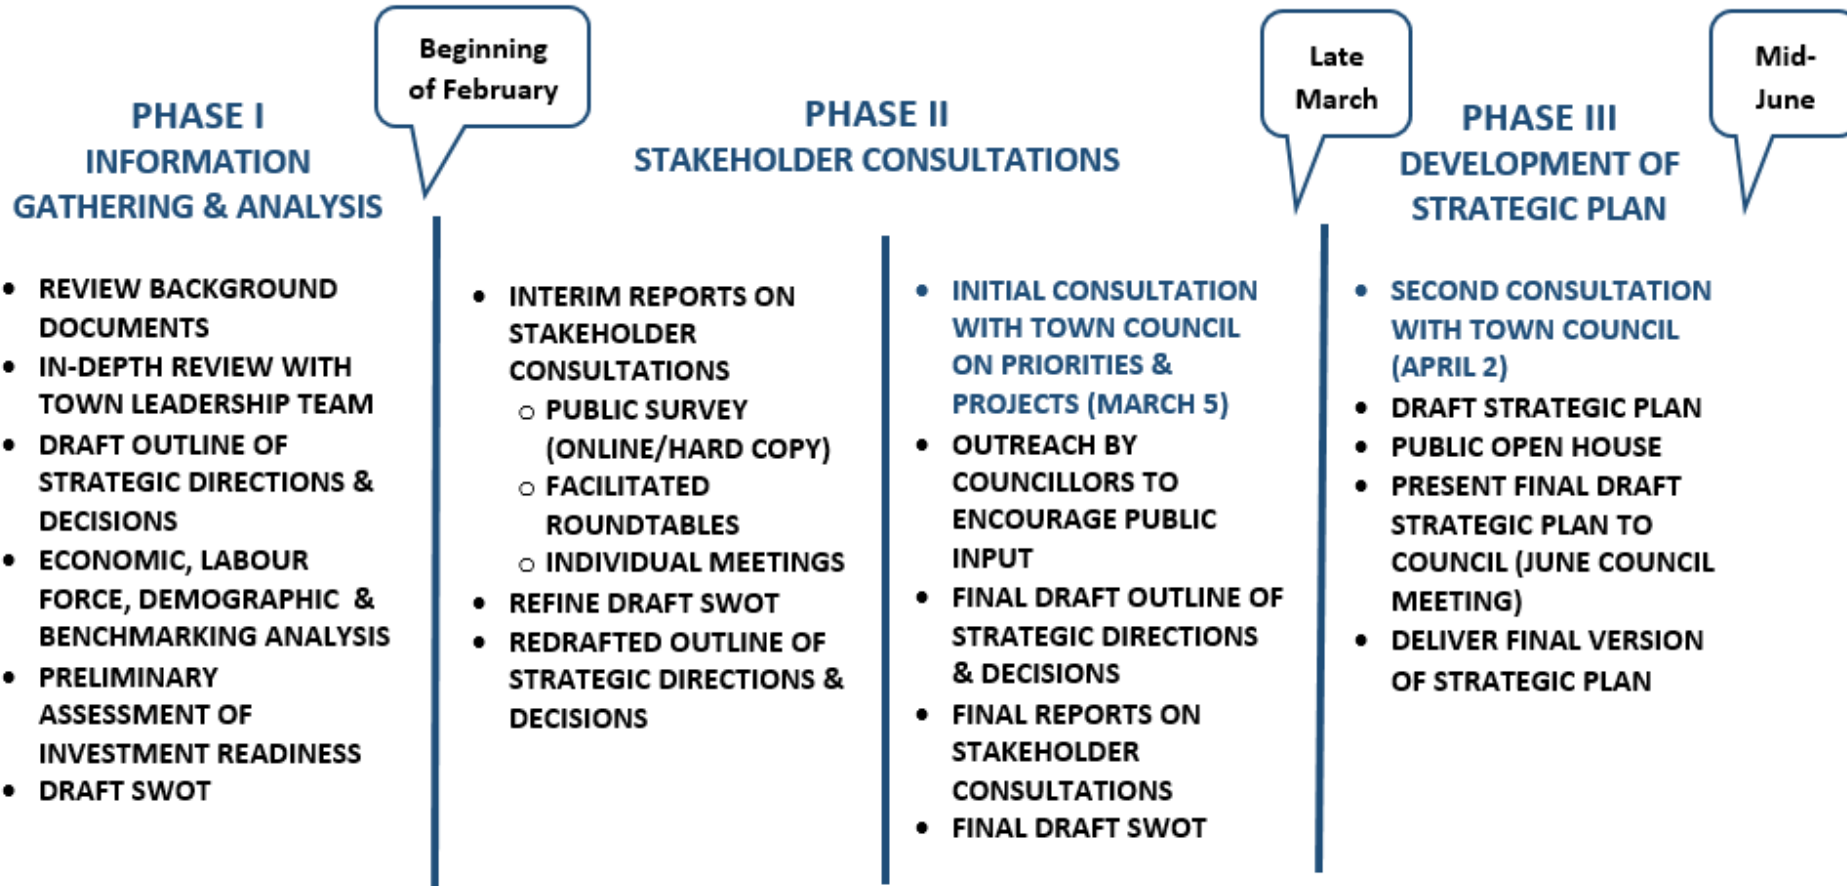 Beginning
of February
Late
March
Mid-
June
PHASE I
INFORMATION
GATHERING & ANALYSIS
PHASE II
STAKEHOLDER CONSULTATIONS
PHASE III
DEVELOPMENT OF
STRATEGIC PLAN
• REVIEW BACKGROUND
DOCUMENTS
• IN-DEPTH REVIEW WITH
TOWN LEADERSHIP TEAM
• DRAFT OUTLINE OF
STRATEGIC DIRECTIONS &
DECISIONS
• ECONOMIC, LABOUR
FORCE, DEMOGRAPHIC &
BENCHMARKING ANALYSIS
• PRELIMINARY
ASSESSMENT OF
INVESTMENT READINESS
• DRAFT SWOT
• INTERIM REPORTS ON
STAKEHOLDER
CONSULTATIONS
o PUBLIC SURVEY
(ONLINE/HARD COPY)
o FACILITATED
ROUNDTABLES
o INDIVIDUAL MEETINGS
• REFINE DRAFT SWOT
• REDRAFTED OUTLINE OF
STRATEGIC DIRECTIONS &
DECISIONS
• INITIAL CONSULTATION
WITH TOWN COUNCIL
ON PRIORITIES &
PROJECTS (MARCH 5)
• OUTREACH BY
COUNCILLORS TO
ENCOURAGE PUBLIC
INPUT
• FINAL DRAFT OUTLINE OF
STRATEGIC DIRECTIONS
& DECISIONS
• FINAL REPORTS ON
STAKEHOLDER
CONSULTATIONS
• FINAL DRAFT SWOT
• SECOND CONSULTATION
WITH TOWN COUNCIL
(APRIL 2)
• DRAFT STRATEGIC PLAN
• PUBLIC OPEN HOUSE
• PRESENT FINAL DRAFT
STRATEGIC PLAN TO
COUNCIL (JUNE COUNCIL
MEETING)
• DELIVER FINAL VERSION
OF STRATEGIC PLAN